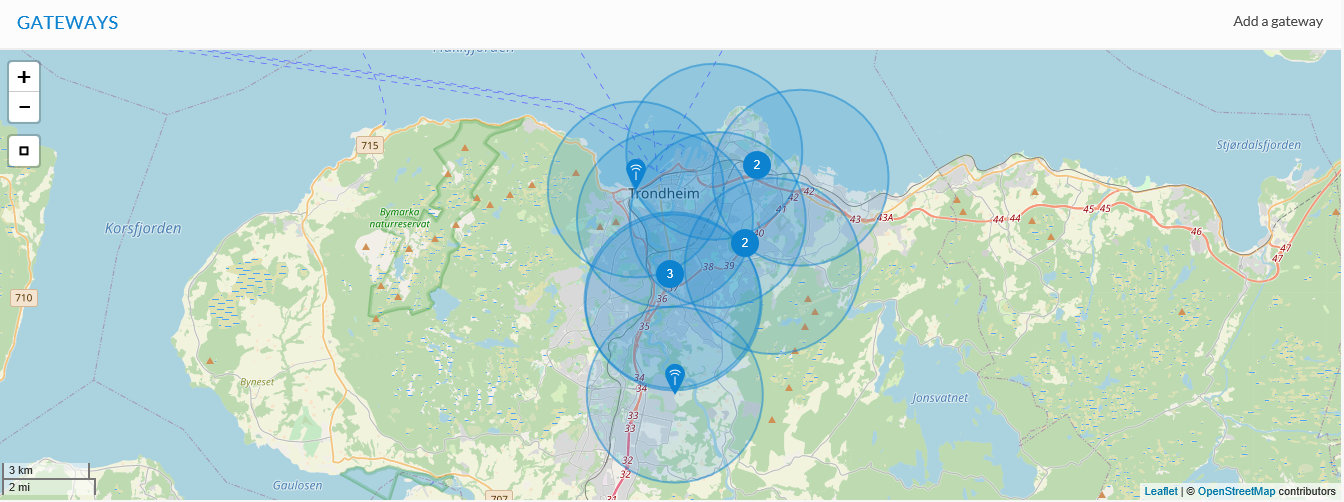 GATEWAYS
Add a gateway
+
−
715
Stjørdalsfjorden
2
Trondheim
42
42
41
43
43A
44
44
45
45
46
47
47
Bymarka
naturreservat
Korsfjorden
40
2
38
39
3
36
710
35
34
34
Byneset
Jonsvatnet
33
33
32
32
31
3 km
2 mi
Gaulosen
707
Leaflet | © OpenStreetMap contributors